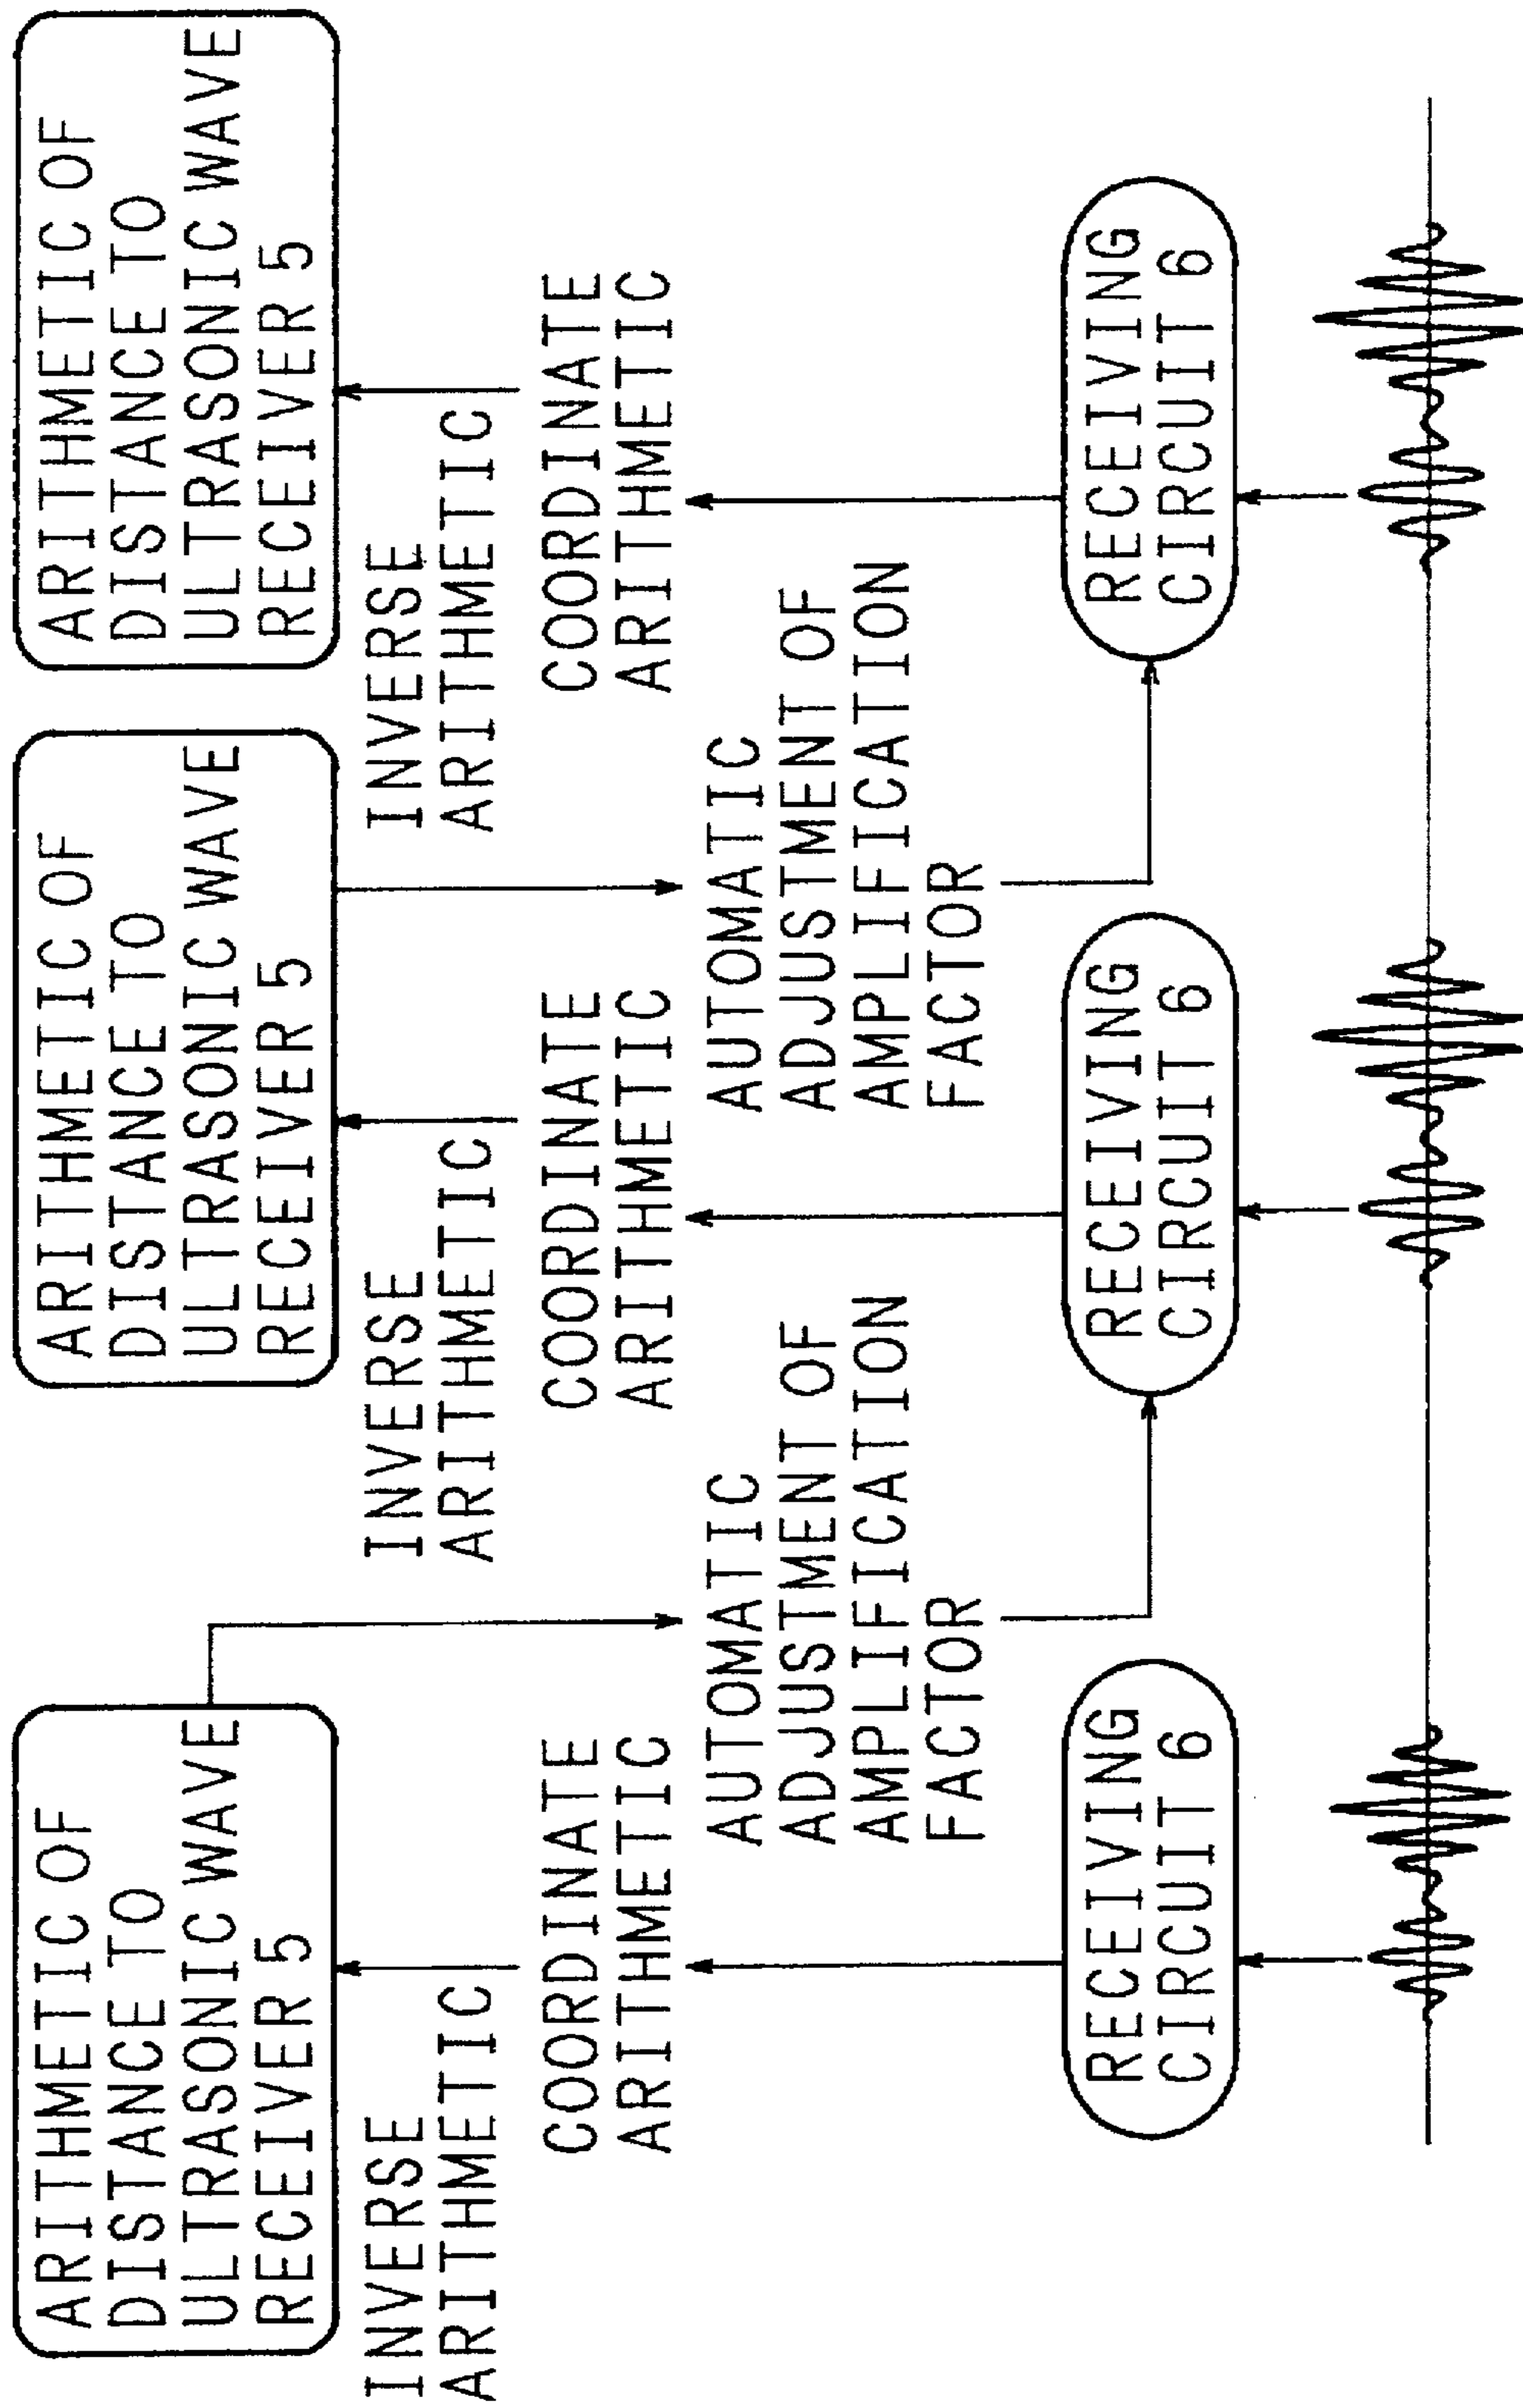 ARITHMETIC OF
DISTANCE TO
ULTRASONIC WAVE
RECEIVER 5
ARITHMETIC OF
DISTANCE TO
ULTRASONIC WAVE
RECEIVER 5
ARITHMETIC OF
DISTANCE TO
ULTRASONIC WAVE
RECEIVER 5
INVERSE
ARITHMETIC
INVERSE
ARITHMETIC
INVERSE
ARITHMETIC
COORDINATE
ARITHMETIC
COORDINATE
ARITHMETIC
COORDINATE
ARITHMETIC
AUTOMATIC
ADJUSTMENT OF
AMPLIFICATION
FACTOR
AUTOMATIC
ADJUSTMENT OF
AMPLIFICATION
FACTOR
RECEIVING
CIRCUIT 6
RECEIVING
CIRCUIT 6
RECEIVING
CIRCUIT 6